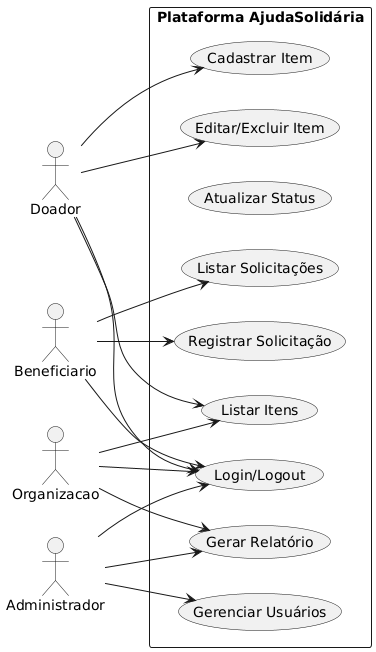 Plataforma AjudaSolidária
Cadastrar Item
Editar/Excluir Item
Doador
Atualizar Status
Listar Solicitações
Registrar Solicitação
Beneficiario
Listar Itens
Login/Logout
Organizacao
Gerar Relatório
Administrador
Gerenciar Usuários